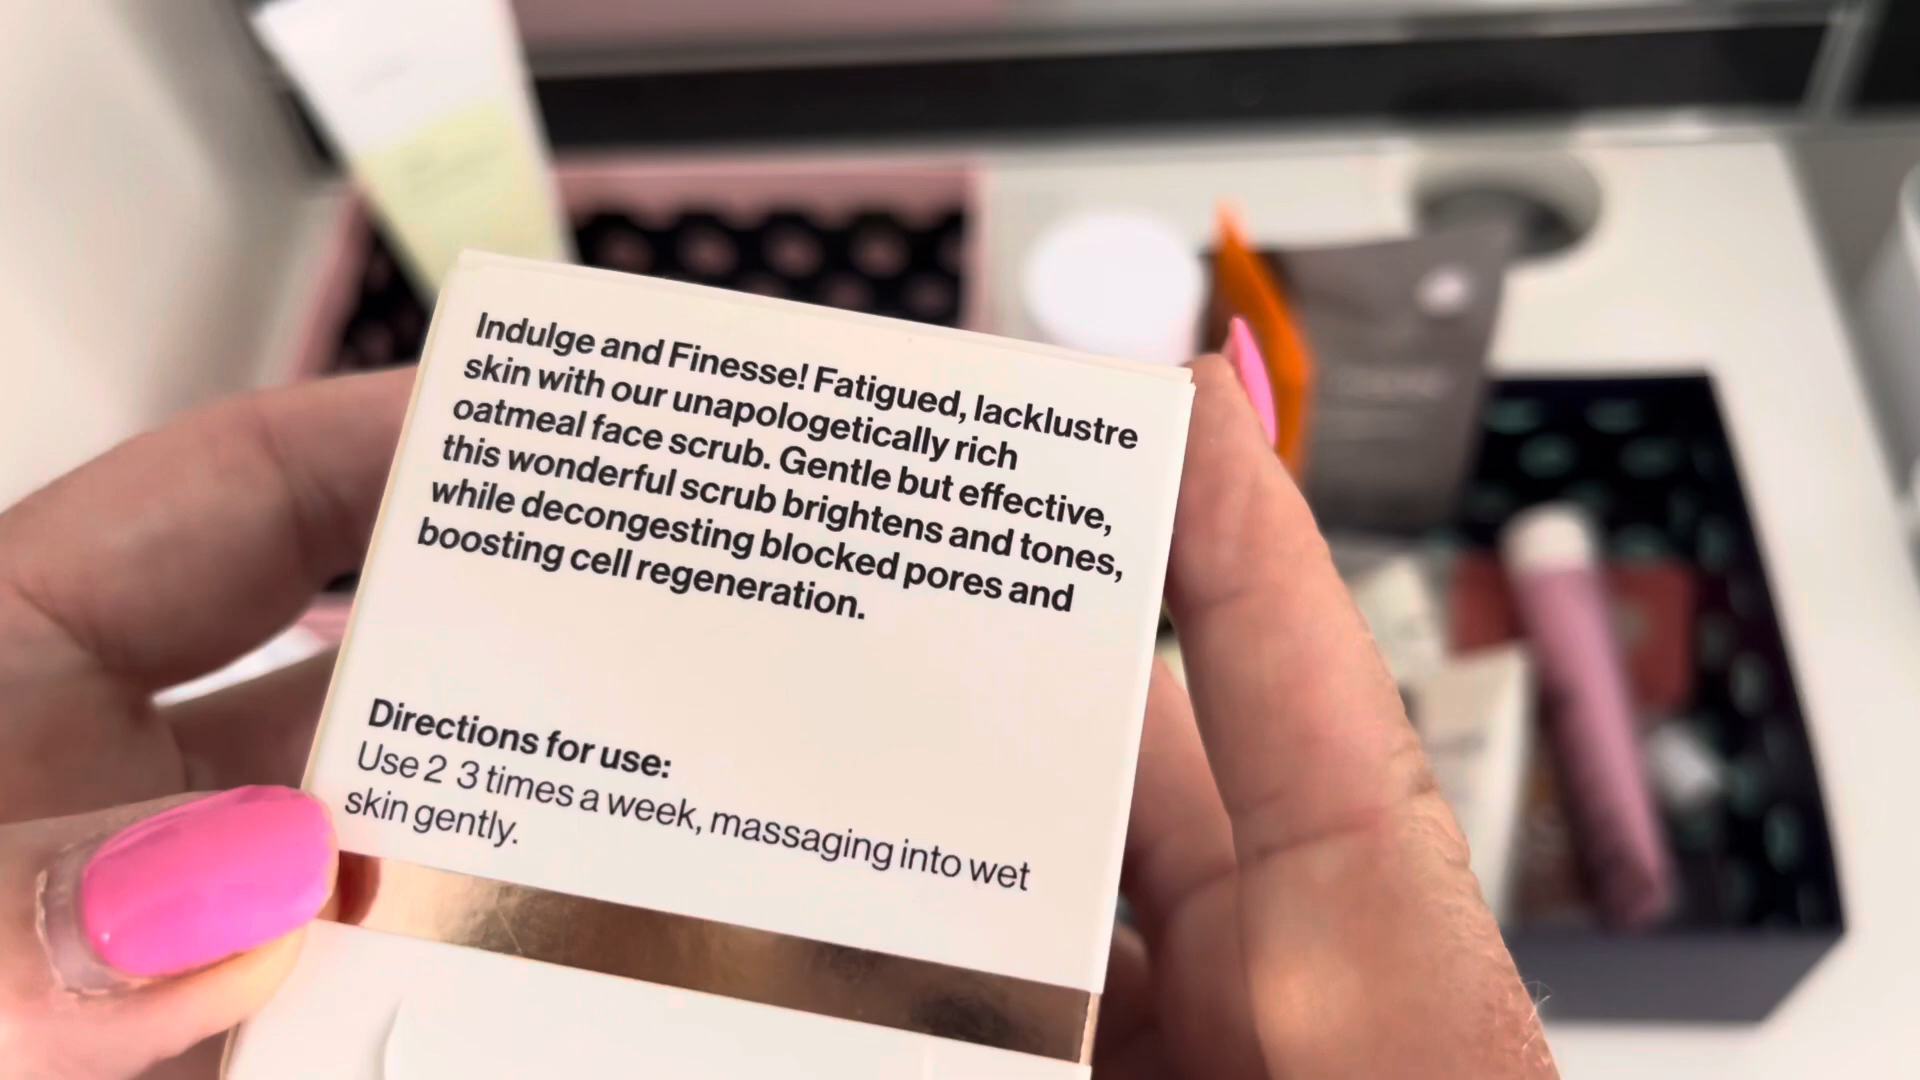 Indulge and Finesse! Fatigued, lacklustre
skin with our unapologetically rich
oatmeal face scrub. Gentle but effective,
this wonderful scrub brightens and tones,
while decongesting blocked pores and
boosting cell regeneration.
Directions for use:
Use 2 3 times a week, massaging into wet
skin gently.